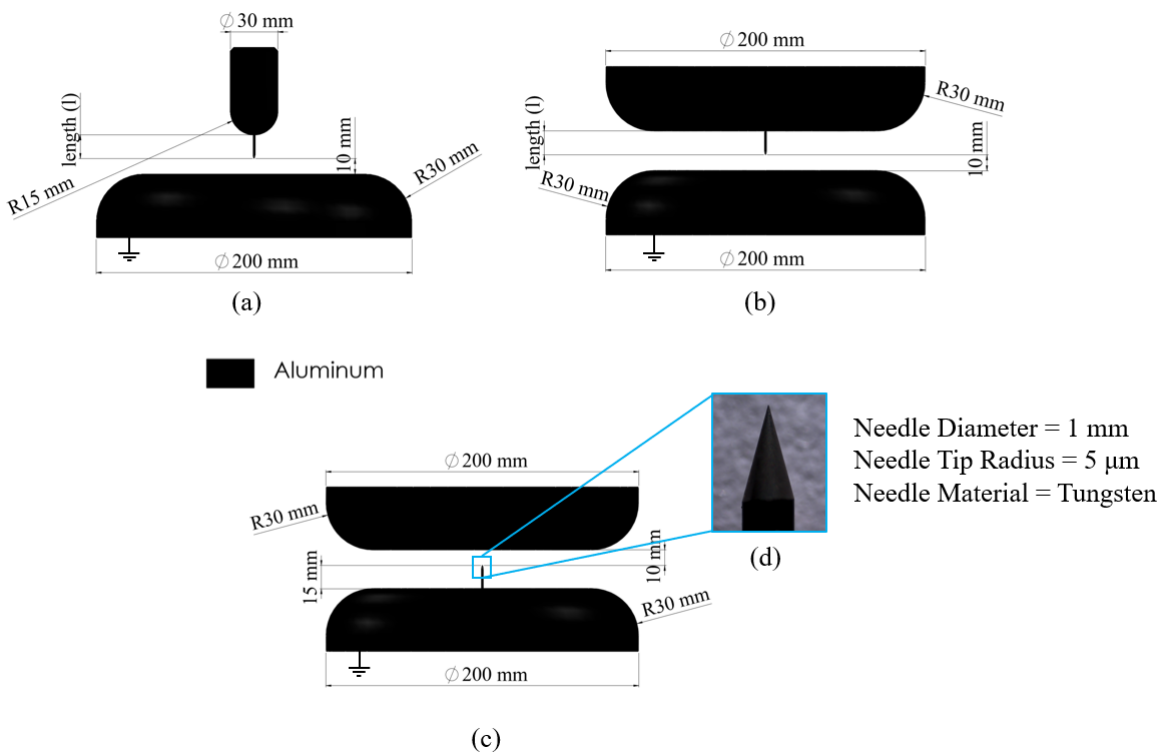 ∅ 30 mm
length (l)
10 mm
R15 mm
R30 mm
∅ 200 mm
(a)
∅ 200 mm
R30 mm
length (l)
10 mm
R30 mm
∅ 200 mm
(b)
Aluminum
∅ 200 mm
R30 mm
10 mm
15 mm
R30 mm
∅ 200 mm
(c)
(d)
Needle Diameter = 1 mm
Needle Tip Radius = 5 μm
Needle Material = Tungsten